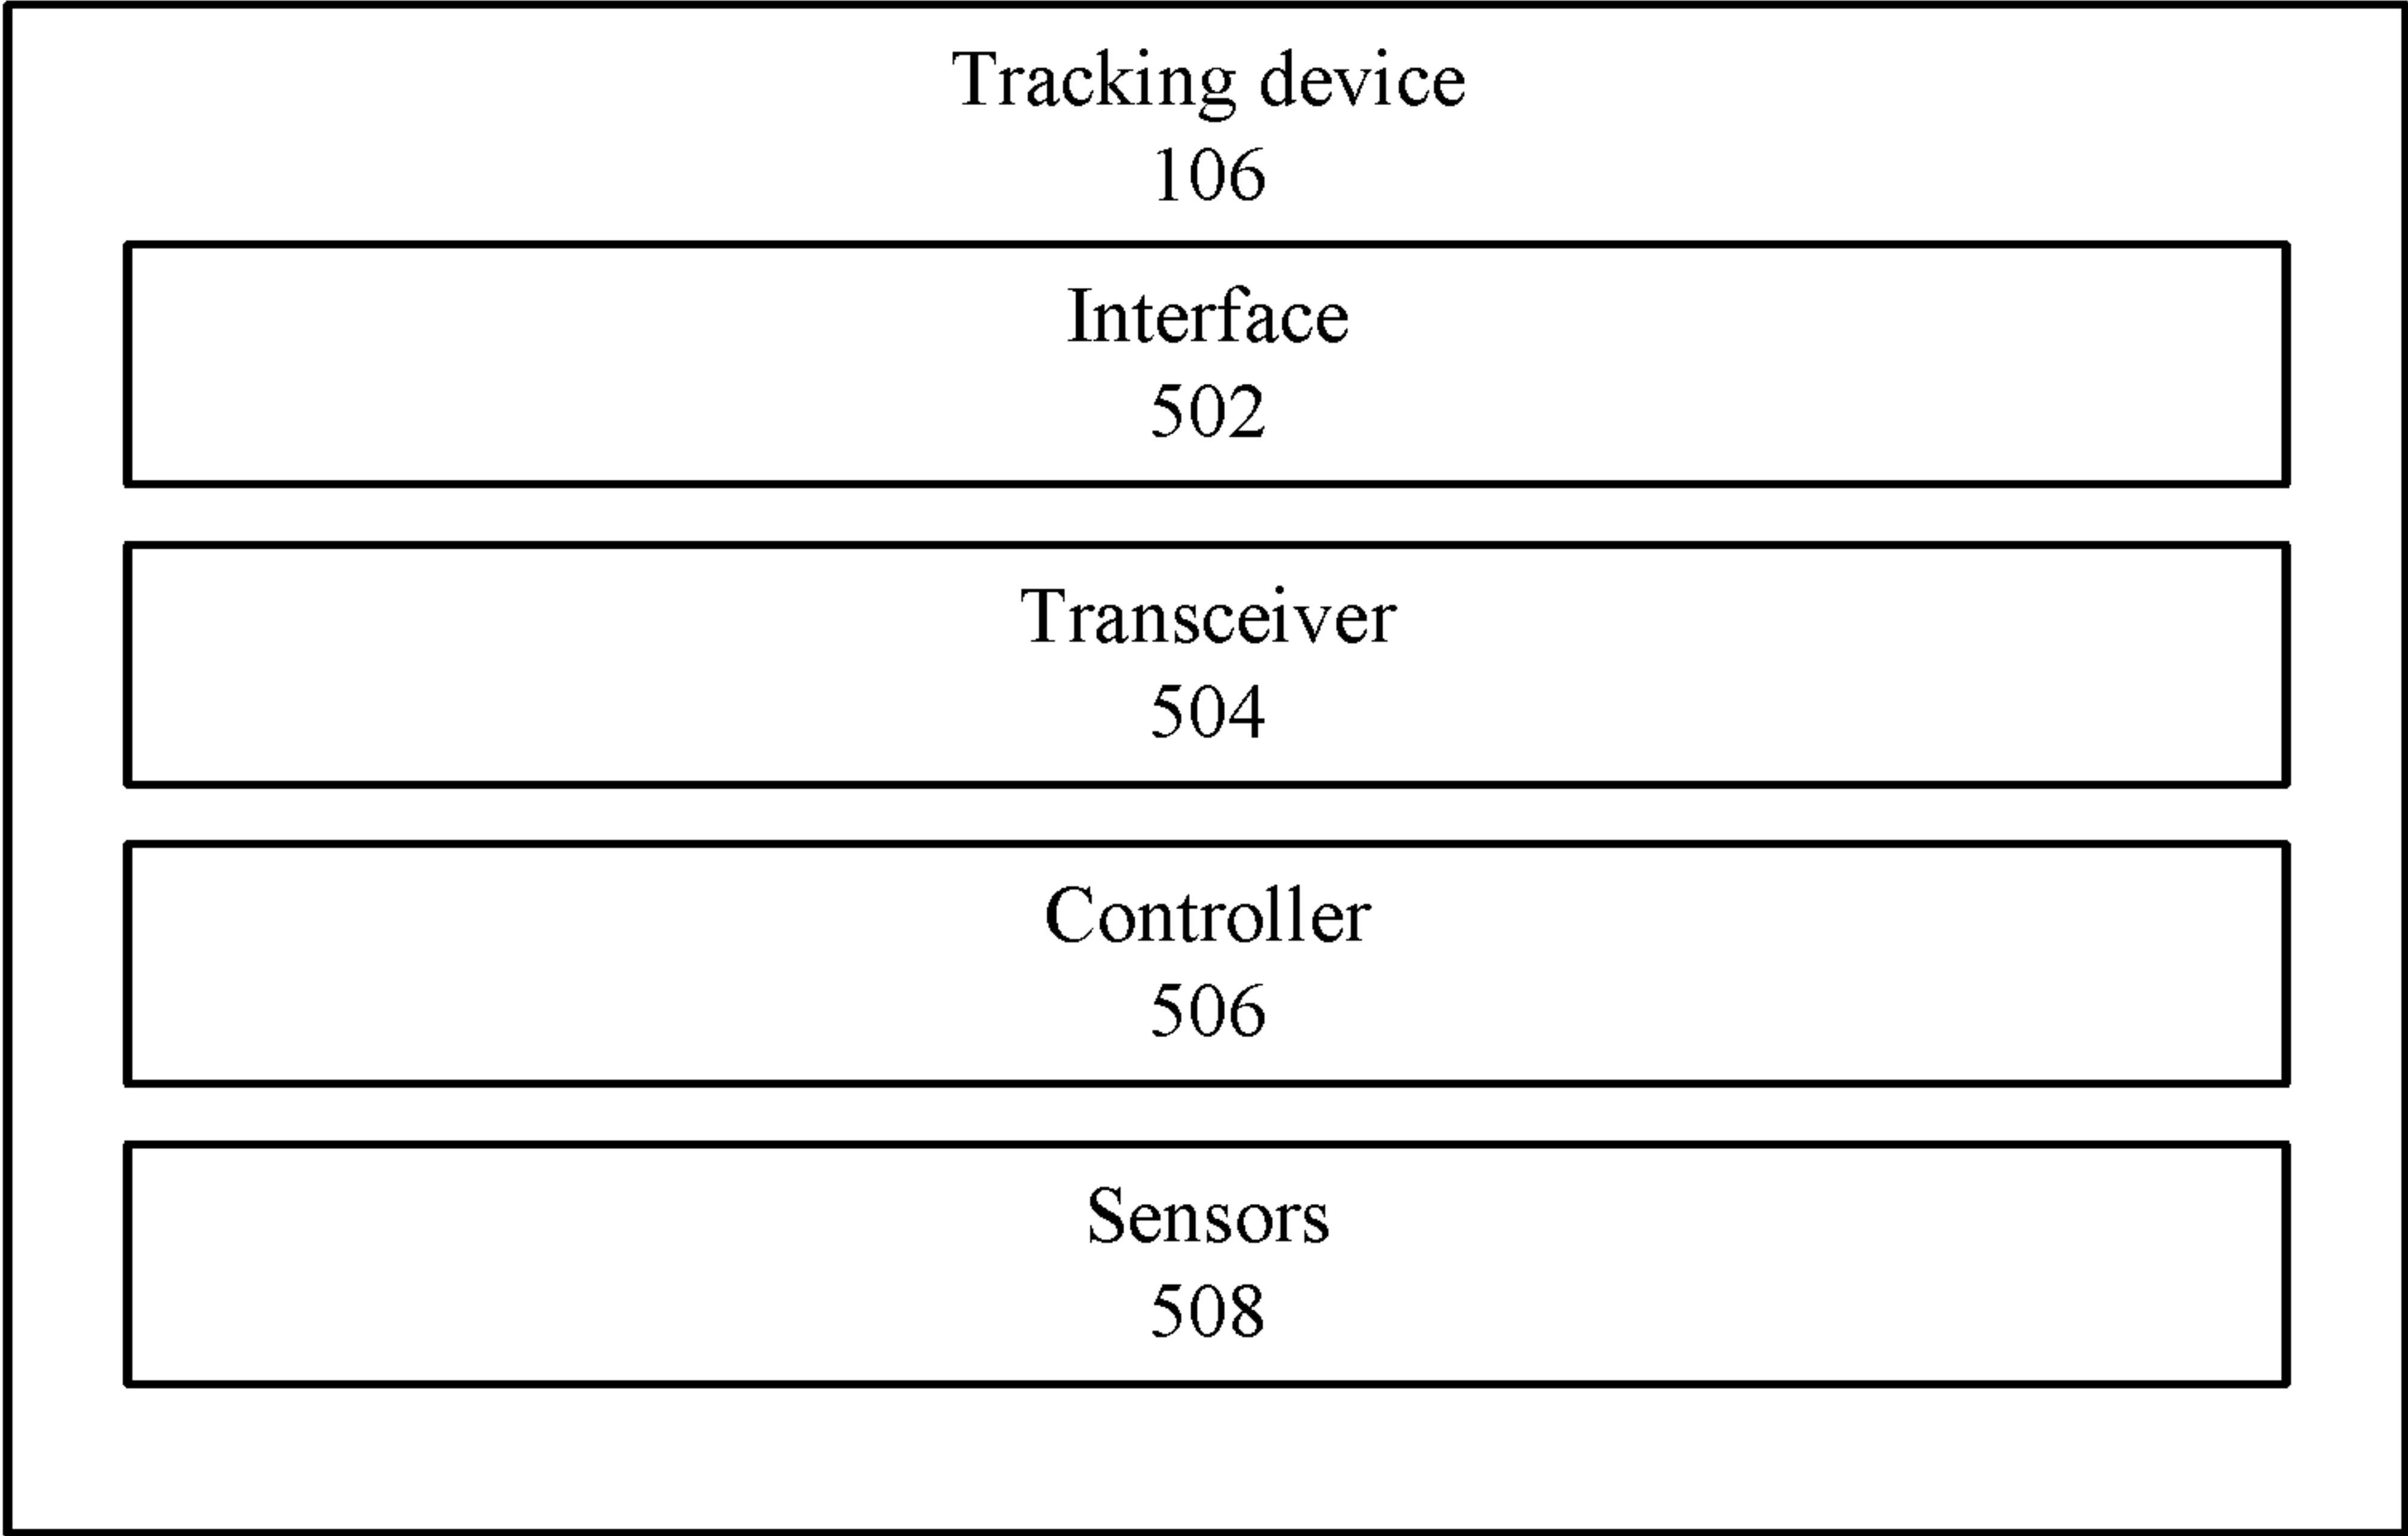 Tracking device
106
Interface
502
Transceiver
504
Controller
506
Sensors
508